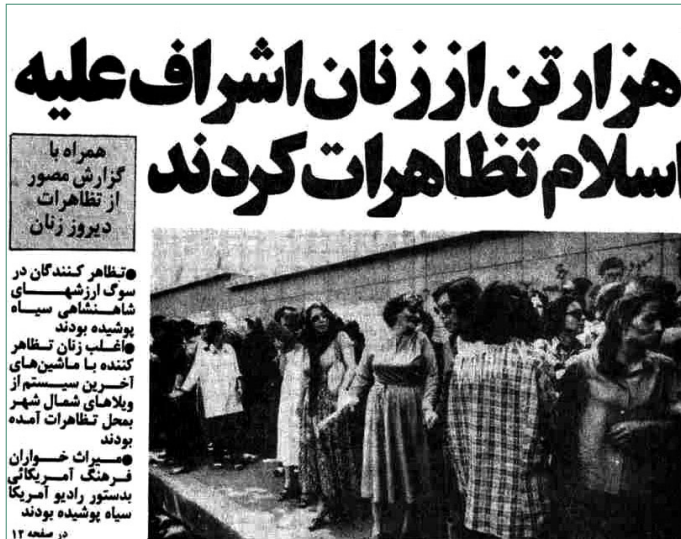 هزار تن از زنان اشراف علیه
اسلام تظاهرات کردند
همراه با
گزارش مصور
از تظاهرات
دیروز زنان
●تظاهر کنندگان در
سوگ ارزشهای
شاهنشاهی سیاه
پوشیده بودند
●اغلب زنان تظاهر
کننده با ماشین‌های
آخرین سیستم از
ویلاهای شمال شهر
بمحل تظاهرات آمده
بودند
●میراث خواران
فرهنگ آمریکائی
بدستور رادیو آمریکا
سیاه پوشیده بودند
در صفحه ۱۲